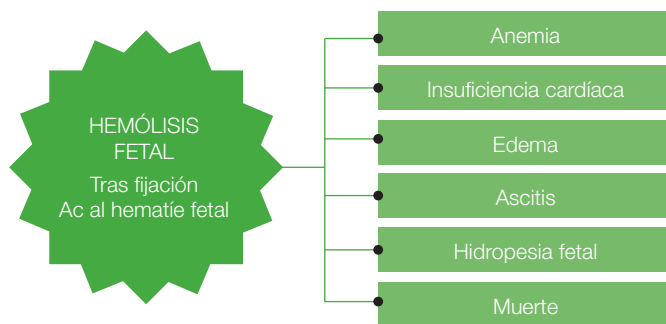 HEMÓLISIS
FETAL
Tras fijación
Ac al hematíe fetal
Anemia
Insuficiencia cardíaca
Edema
Ascitis
Hidropesia fetal
Muerte